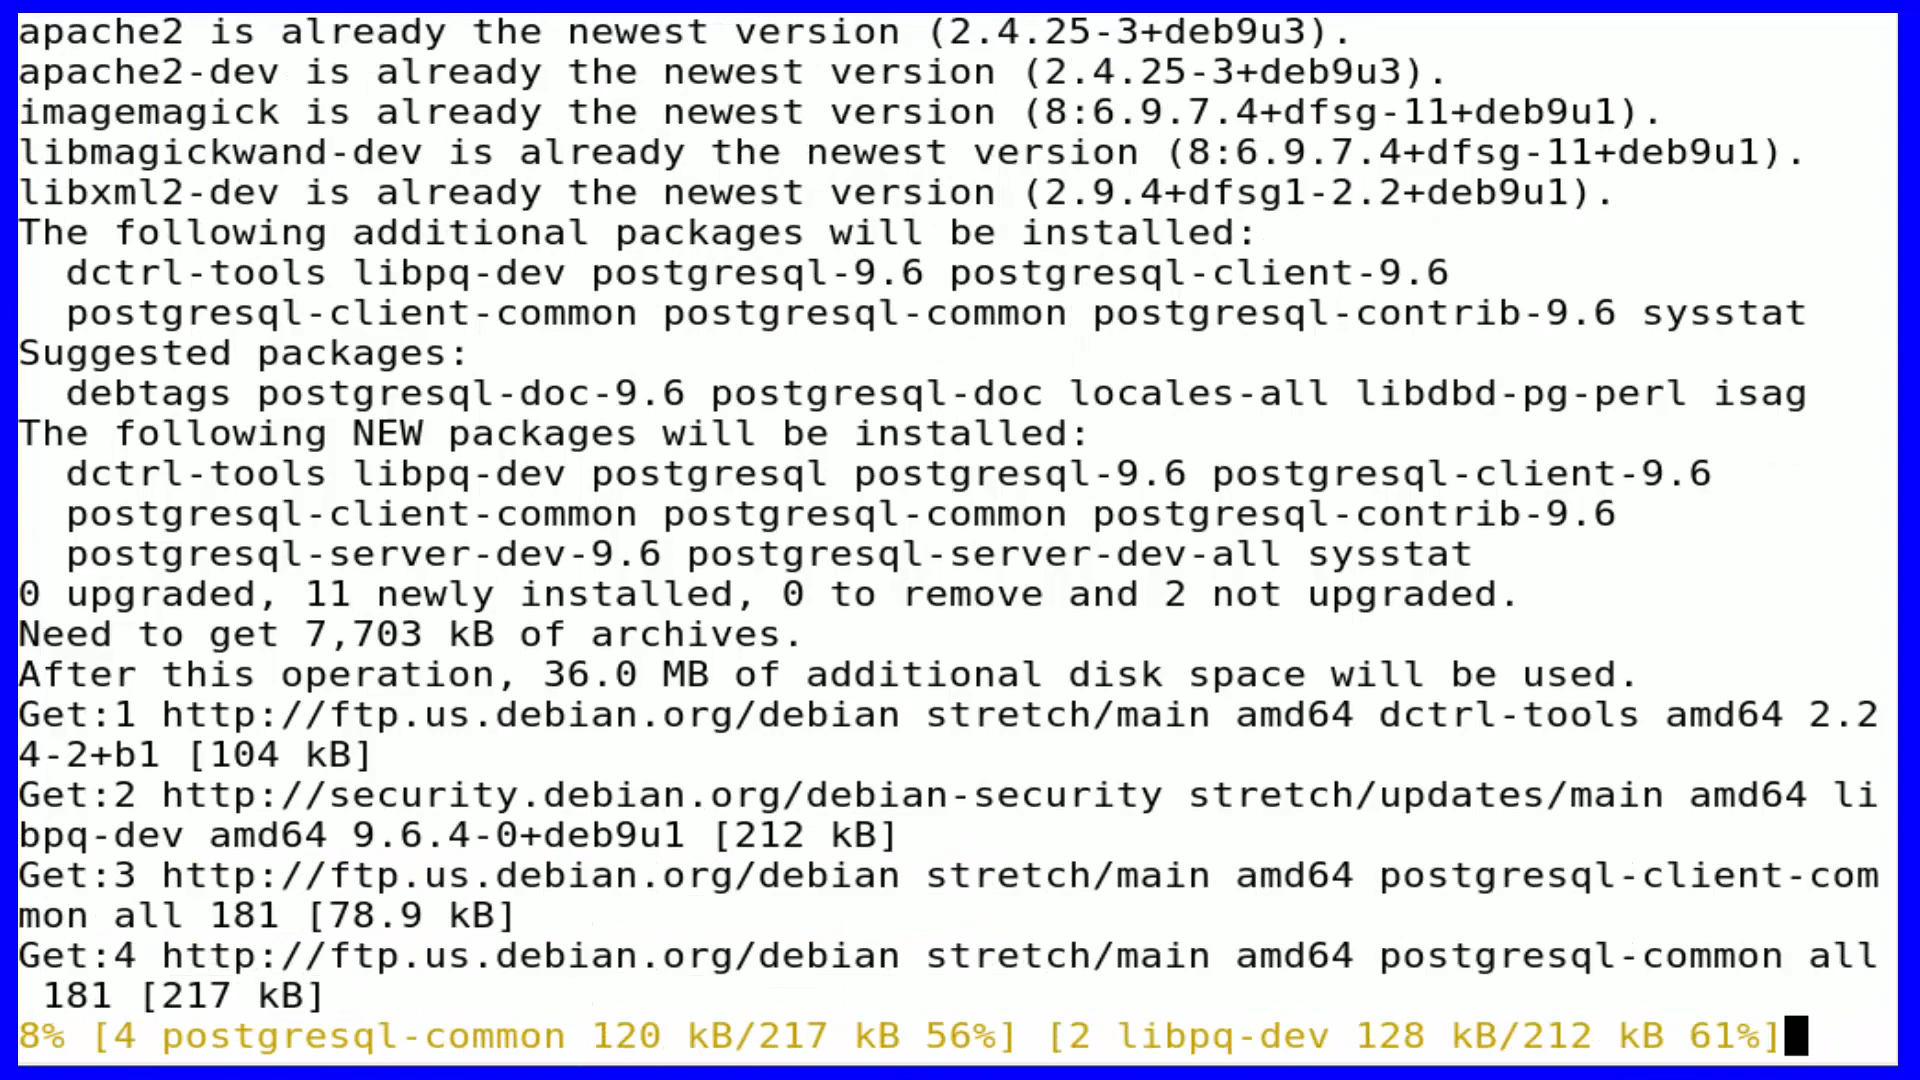 apache2 is already the newest version (2.4.25-3+deb9u3).
apache2-dev is already the newest version (2.4.25-3+deb9u3).
imagemagick is already the newest version (8:6.9.7.4+dfsg-11+deb9u1).
libmagickwand-dev is already the newest version (8:6.9.7.4+dfsg-11+deb9u1).
libxml2-dev is already the newest version (2.9.4+dfsg1-2.2+deb9u1).
The following additional packages will be installed:
  dctrl-tools libpq-dev postgresql-9.6 postgresql-client-9.6
  postgresql-client-common postgresql-common postgresql-contrib-9.6 sysstat
Suggested packages:
  debtags postgresql-doc-9.6 postgresql-doc locales-all libdbd-pg-perl isag
The following NEW packages will be installed:
  dctrl-tools libpq-dev postgresql postgresql-9.6 postgresql-client-9.6
  postgresql-client-common postgresql-common postgresql-contrib-9.6
  postgresql-server-dev-9.6 postgresql-server-dev-all sysstat
0 upgraded, 11 newly installed, 0 to remove and 2 not upgraded.
Need to get 7,703 kB of archives.
After this operation, 36.0 MB of additional disk space will be used.
Get:1 http://ftp.us.debian.org/debian stretch/main amd64 dctrl-tools amd64 2.2
4-2+b1 [104 kB]
Get:2 http://security.debian.org/debian-security stretch/updates/main amd64 li
bpq-dev amd64 9.6.4-0+deb9u1 [212 kB]
Get:3 http://ftp.us.debian.org/debian stretch/main amd64 postgresql-client-com
mon all 181 [78.9 kB]
Get:4 http://ftp.us.debian.org/debian stretch/main amd64 postgresql-common all
 181 [217 kB]
8% [4 postgresql-common 120 kB/217 kB 56%] [2 libpq-dev 128 kB/212 kB 61%]